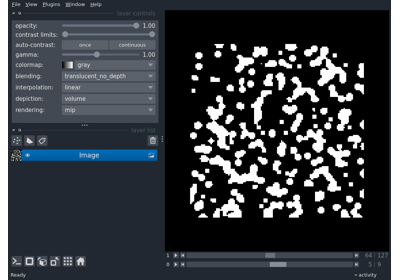 File View Plugins Window Help
layer controls
opacity: 1.00
contrast limits:
auto-contrast: once continuous
gamma: 1.00
colormap: gray
blending: translucent_no_depth
interpolation: linear
depiction: volume
rendering: mip
layer list
Image
1 64 127
0 5 9
Ready activity